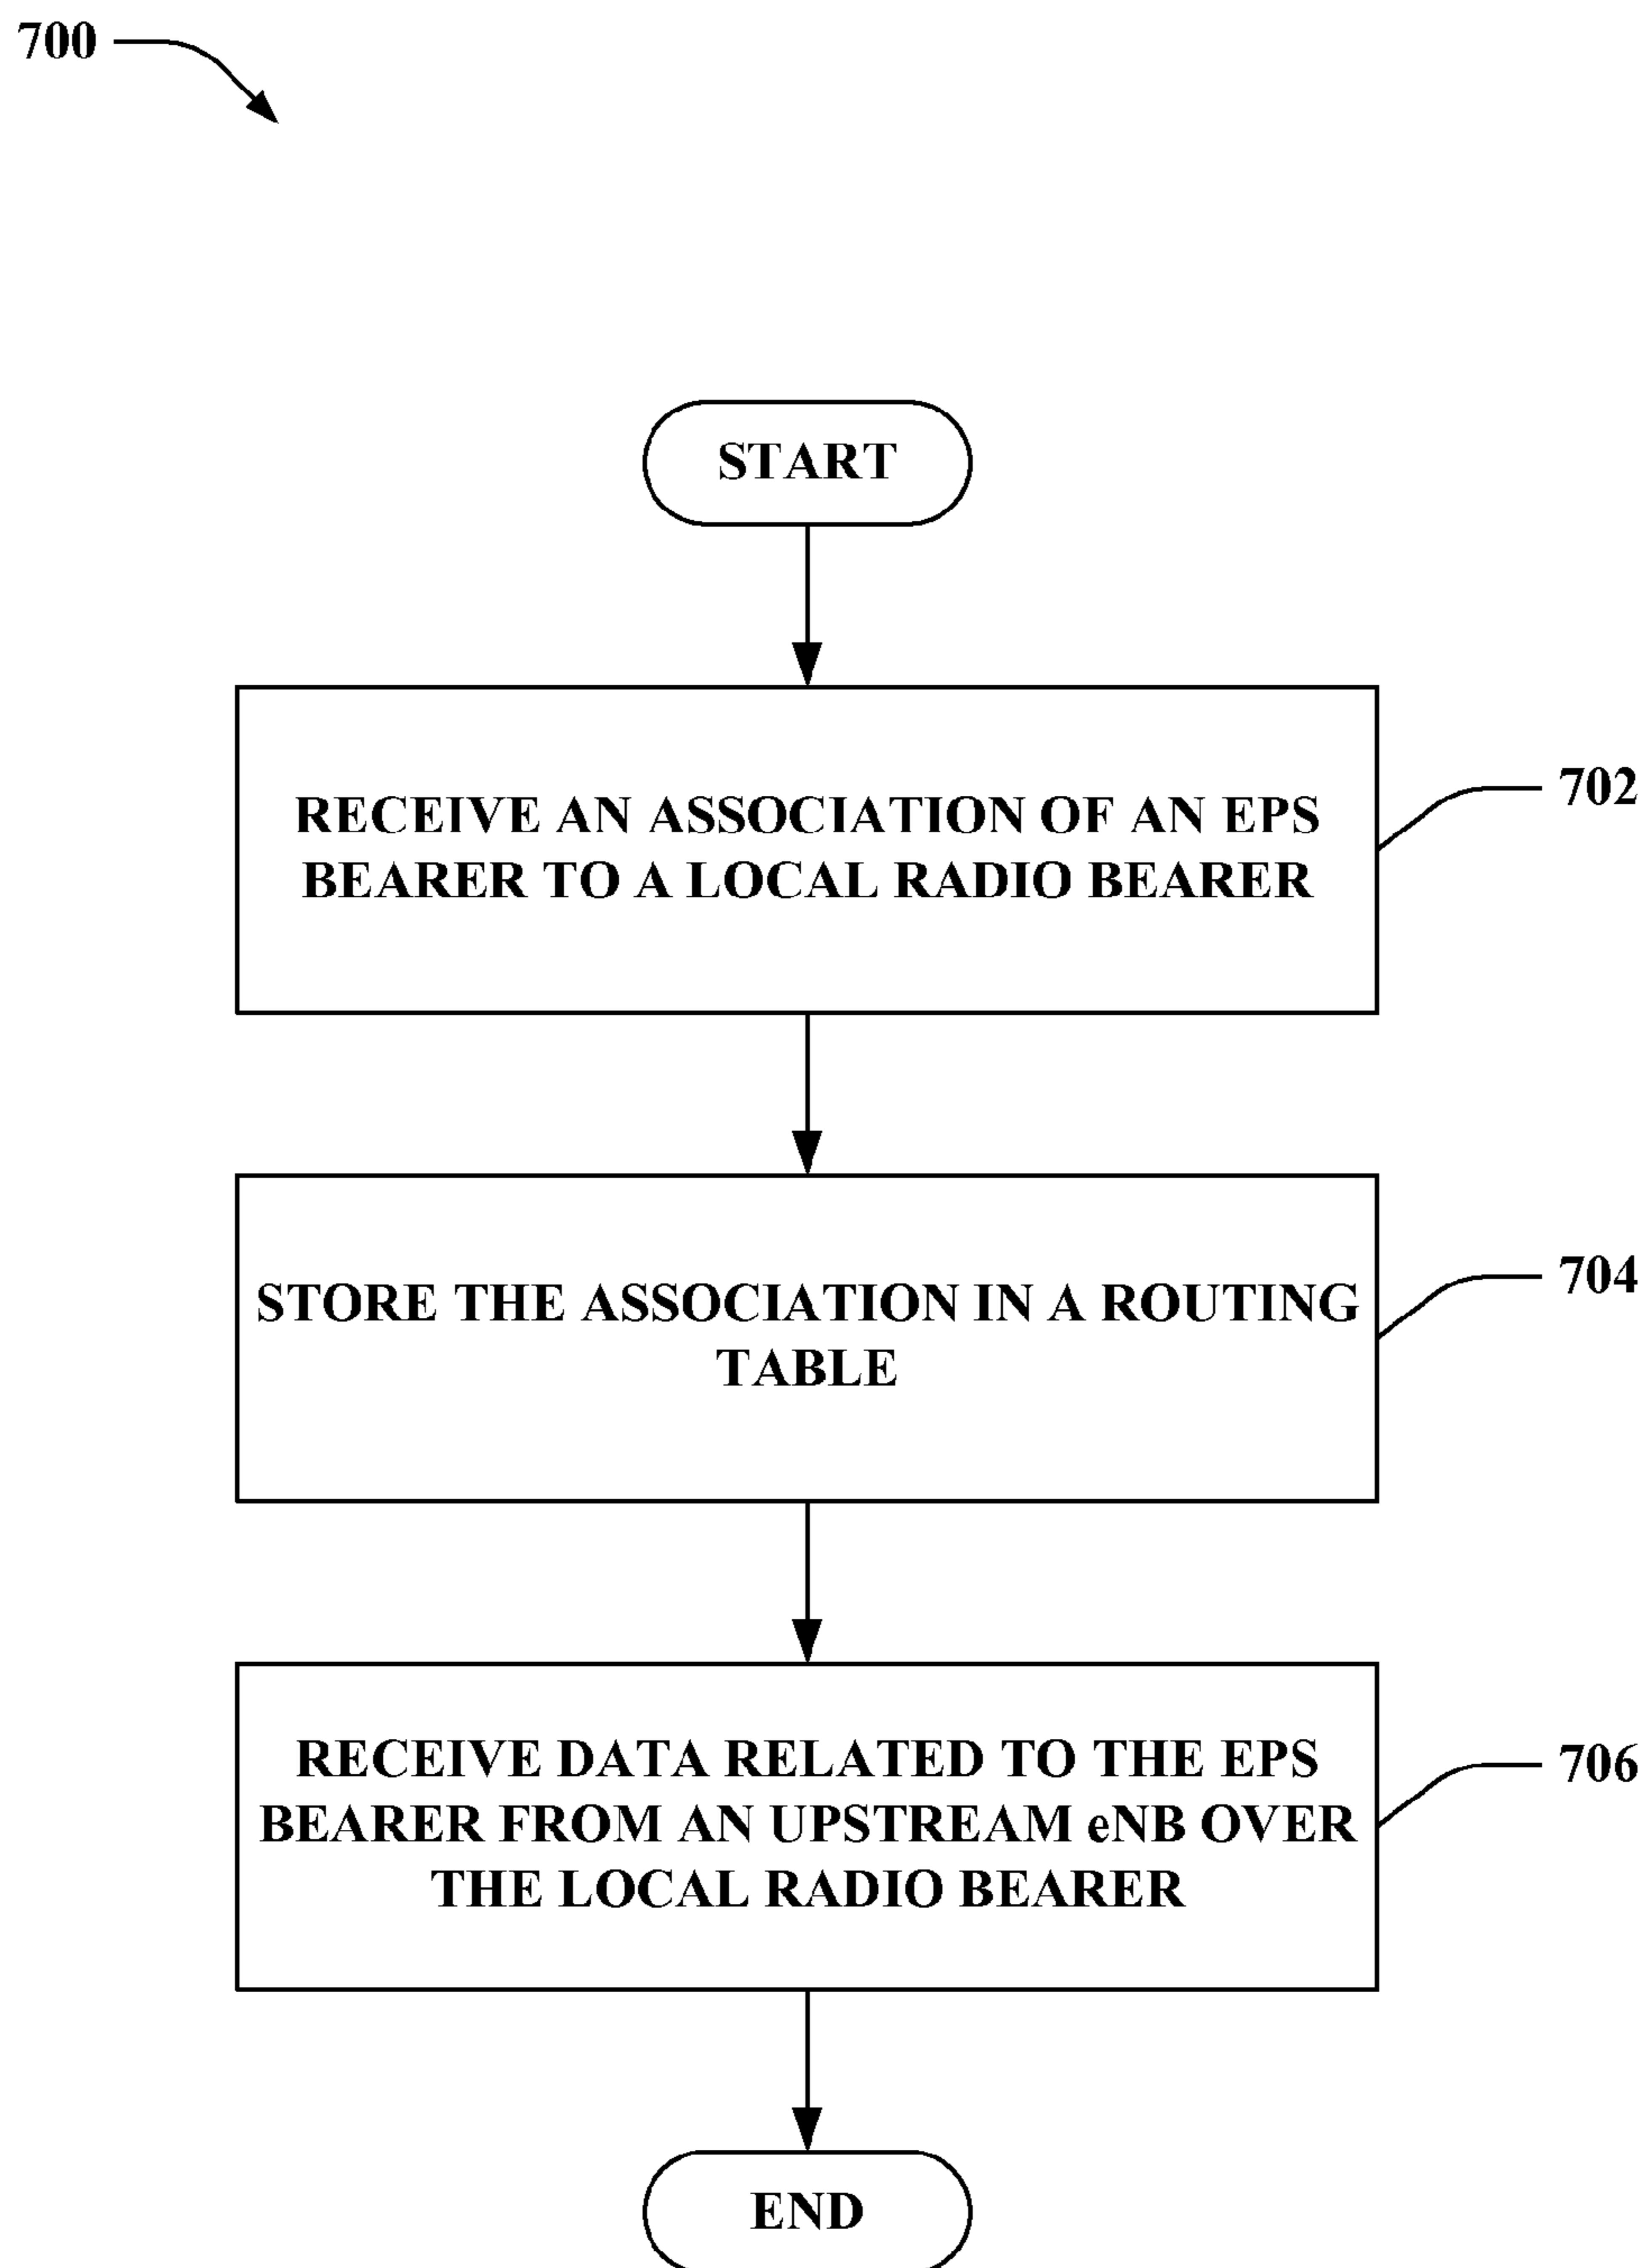 700
START
RECEIVE AN ASSOCIATION OF AN EPS
BEARER TO A LOCAL RADIO BEARER
702
STORE THE ASSOCIATION IN A ROUTING
TABLE
704
RECEIVE DATA RELATED TO THE EPS
BEARER FROM AN UPSTREAM eNB OVER
THE LOCAL RADIO BEARER
706
END